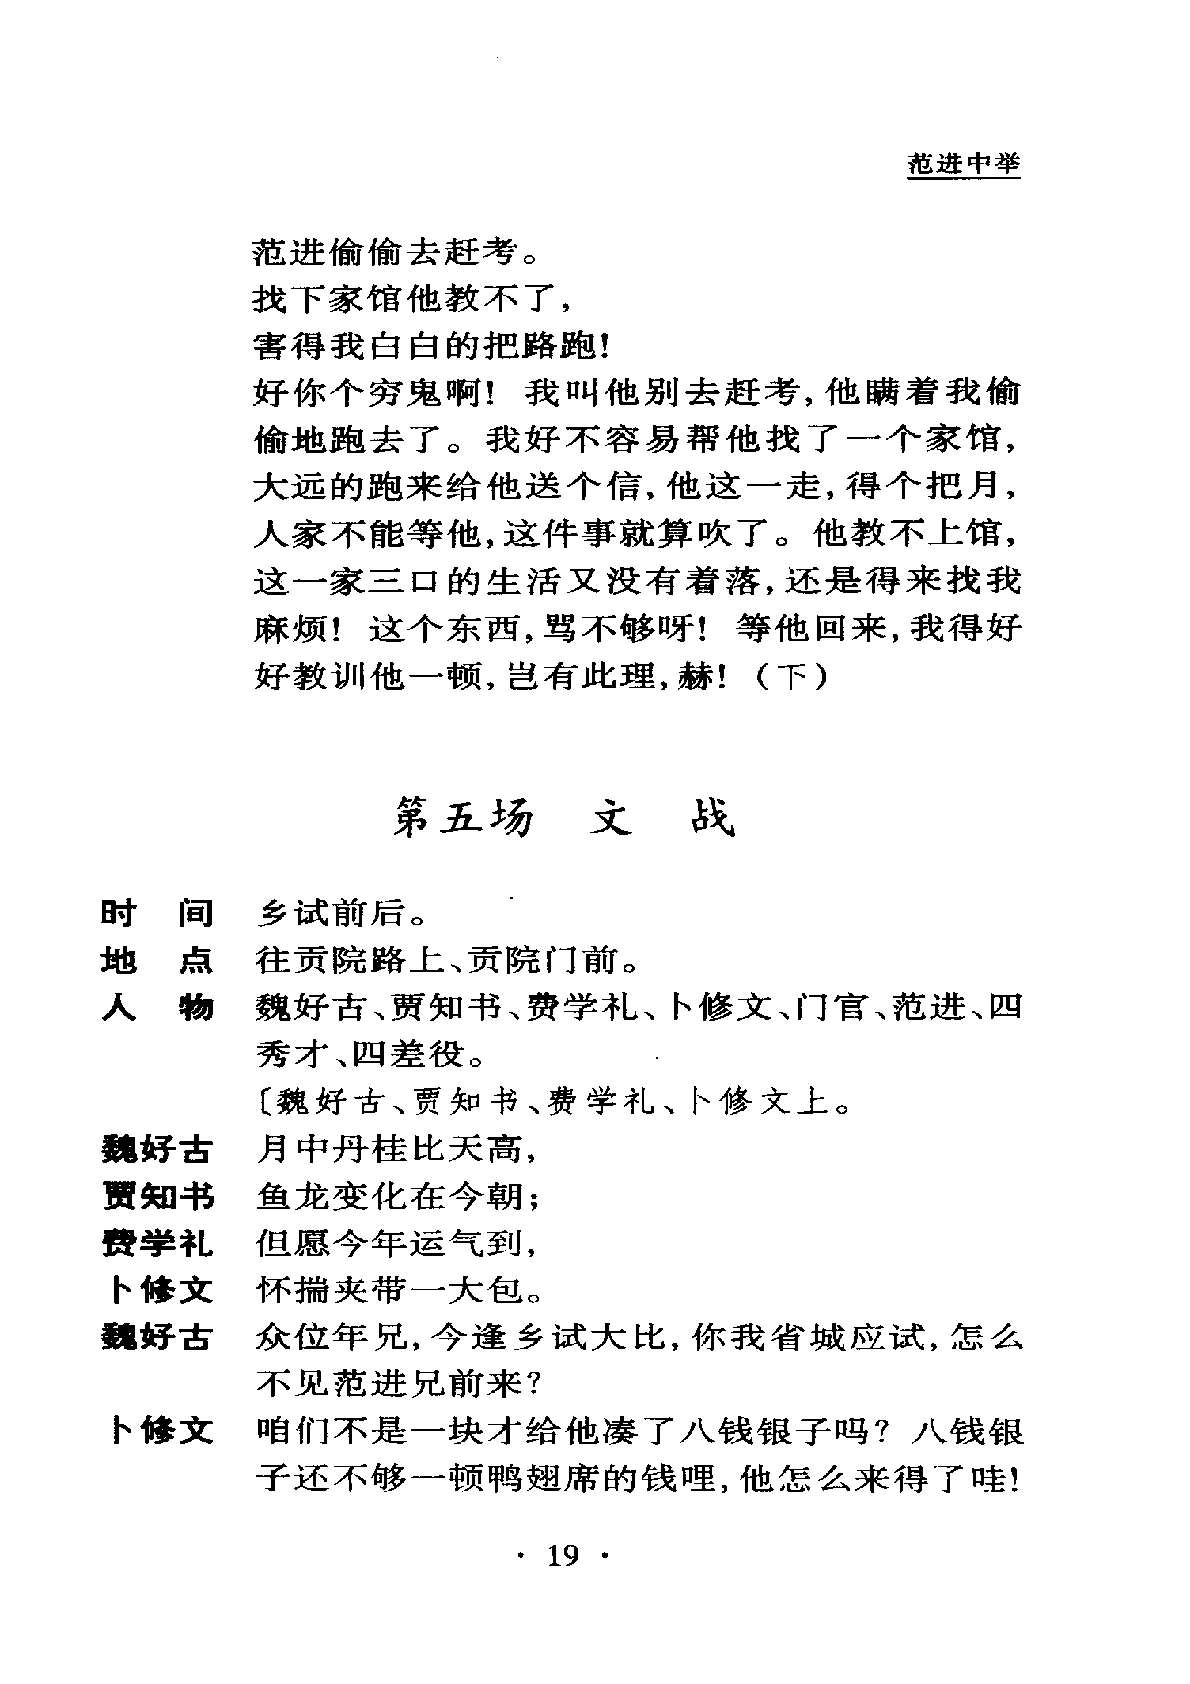 范进中举
范进偷偷去赶考。
找下家馆他教不了,
害得我白白的把路跑!
好你个穷鬼啊! 我叫他别去赶考,他瞒着我偷
偷地跑去了。我好不容易帮他找了一个家馆,
大远的跑来给他送个信,他这一走,得个把月,
人家不能等他,这件事就算吹了。他教不上馆,
这一家三口的生活又没有着落,还是得来找我
麻烦! 这个东西,骂不够呀! 等他回来,我得好
好教训他一顿,岂有此理,赫! (下)
第五场 文 战
时 间 乡试前后。
地 点 往贡院路上、贡院门前。
人 物 魏好古、贾知书、费学礼、卜修文、门官、范进、四
秀才、四差役。
〔魏好古、贾知书、费学礼、卜修文上。
魏好古 月中丹桂比天高,
贾知书 鱼龙变化在今朝;
费学礼 但愿今年运气到,
卜修文 怀揣夹带一大包。
魏好古 众位年兄,今逢乡试大比,你我省城应试,怎么
不见范进兄前来?
卜修文 咱们不是一块才给他凑了八钱银子吗? 八钱银
子还不够一顿鸭翅席的钱哩,他怎么来得了哇!
· 19 ·